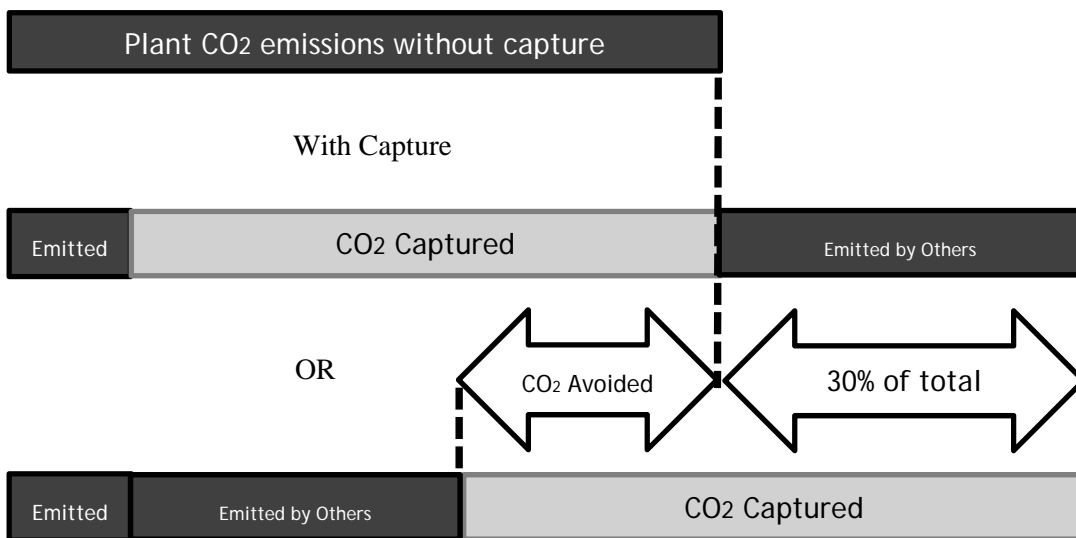 Plant CO2 emissions without capture
With Capture
Emitted
CO2 Captured
Emitted by Others
OR
CO2 Avoided
30% of total
Emitted
Emitted by Others
CO2 Captured